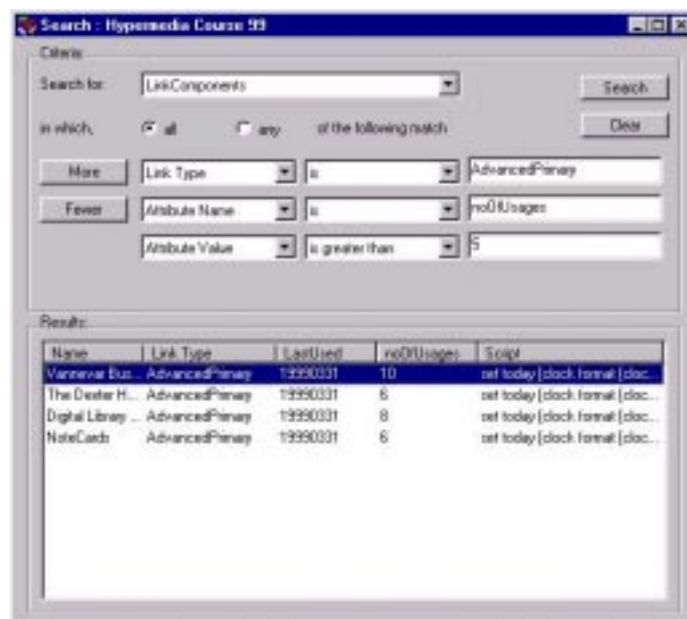 Search : Hypermedia Course 99
Criteria:
Search for: LinkComponents Search
in which, all any of the following match Clear
More Link Type is AdvancedPrimary
Fewer Attribute Name is noOfUsages
Attribute Value is greater than 5
Results:
Name Link Type LastUsed noOfUsages Script
Vannevar Bus... AdvancedPrimary 19990331 10 set today [clock format [cloc...
The Dexter H... AdvancedPrimary 19990331 6 set today [clock format [cloc...
Digital Library ... AdvancedPrimary 19990331 8 set today [clock format [cloc...
NoteCards AdvancedPrimary 19990331 6 set today [clock format [cloc...